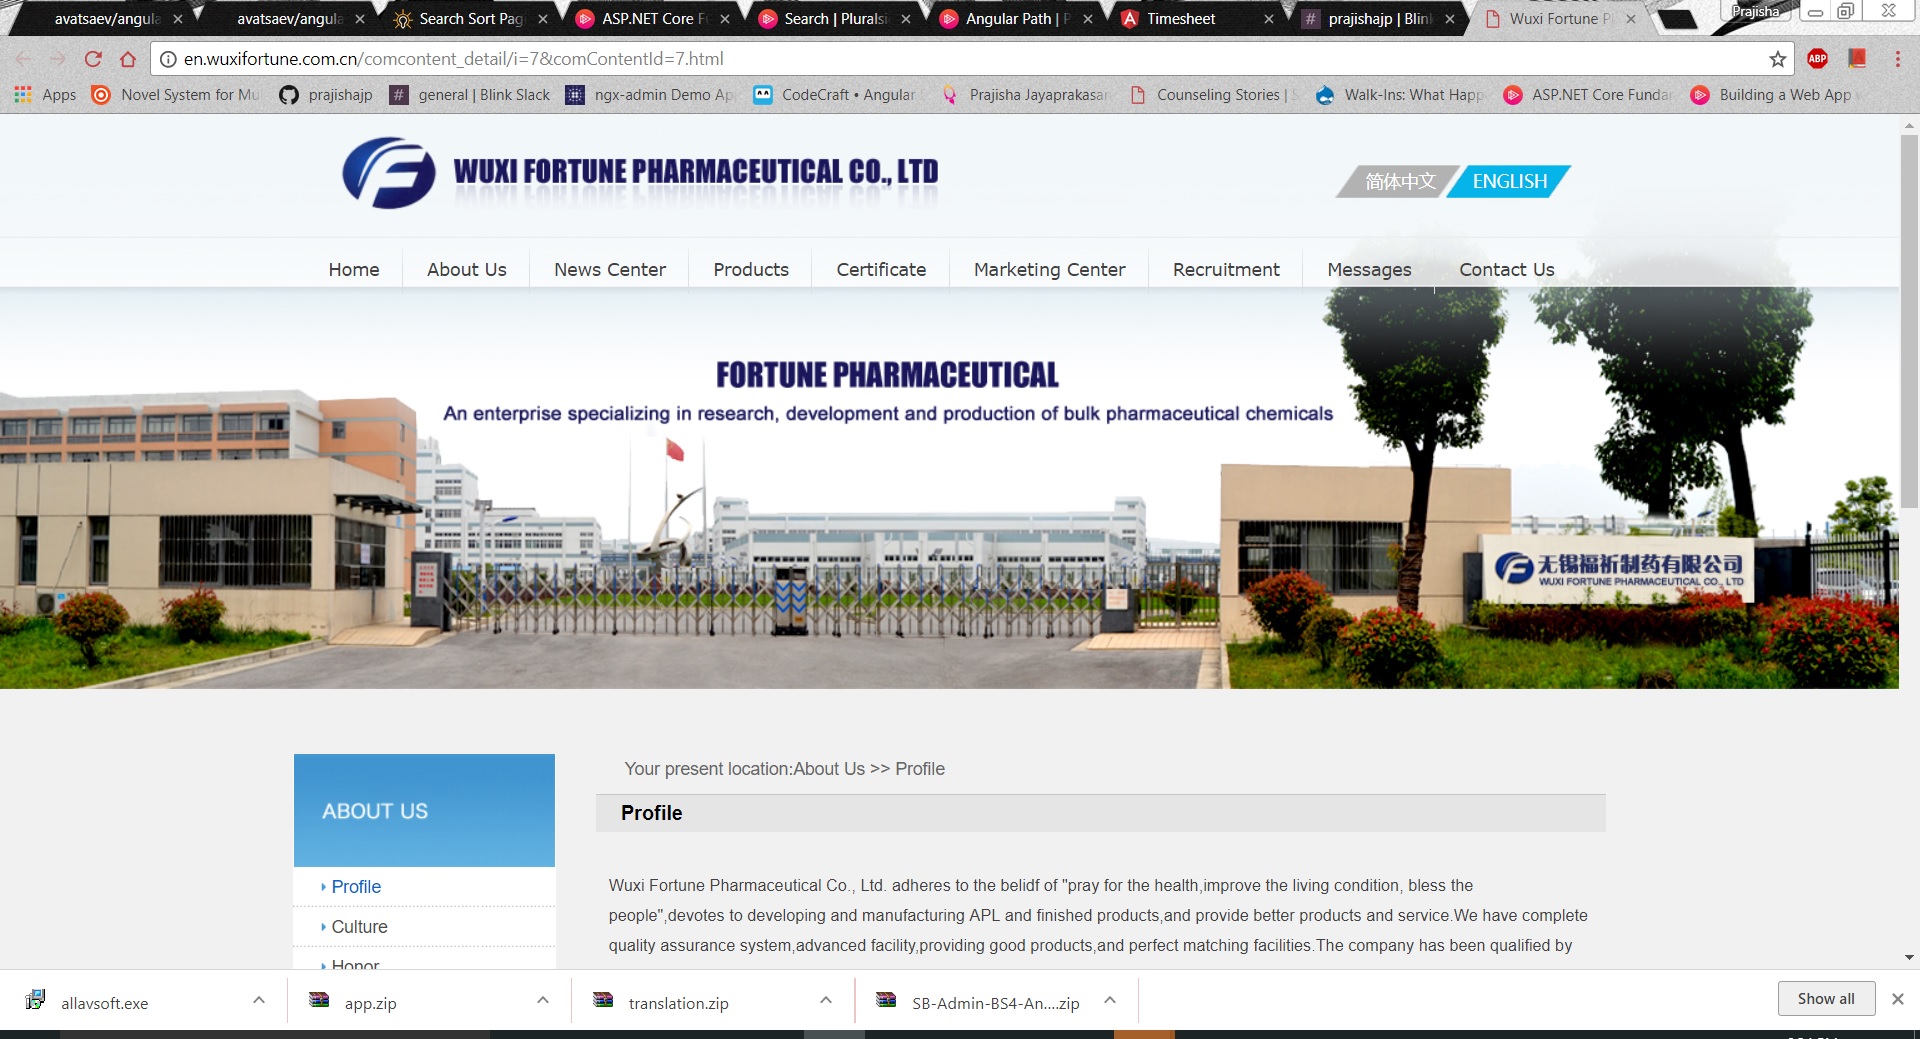 avatsaev/angula
avatsaev/angula
Search Sort Pag
ASP.NET Core F
Search | Pluralsi
Angular Path | P
Timesheet
prajishajp | Blink
Wuxi Fortune P
Prajisha
en.wuxifortune.com.cn/comcontent_detail/i=7&comContentId=7.html
ABP
Apps
Novel System for Mu
prajishajp
general | Blink Slack
ngx-admin Demo Ap
CodeCraft • Angular
Prajisha Jayaprakasan
Counseling Stories | S
Walk-Ins: What Happ
ASP.NET Core Funda
Building a Web App w
WUXI FORTUNE PHARMACEUTICAL CO., LTD
简体中文
ENGLISH
Home
About Us
News Center
Products
Certificate
Marketing Center
Recruitment
Messages
Contact Us
FORTUNE PHARMACEUTICAL
An enterprise specializing in research, development and production of bulk pharmaceutical chemicals
无锡福祈制药有限公司
WUXI FORTUNE PHARMACEUTICAL CO., LTD
ABOUT US
Profile
Culture
Honor
Your present location:About Us >> Profile
Profile
Wuxi Fortune Pharmaceutical Co., Ltd. adheres to the belidf of "pray for the health,improve the living condition, bless the
people",devotes to developing and manufacturing APL and finished products,and provide better products and service.We have complete
quality assurance system,advanced facility,providing good products,and perfect matching facilities.The company has been qualified by
allavsoft.exe
app.zip
translation.zip
SB-Admin-BS4-An....zip
Show all